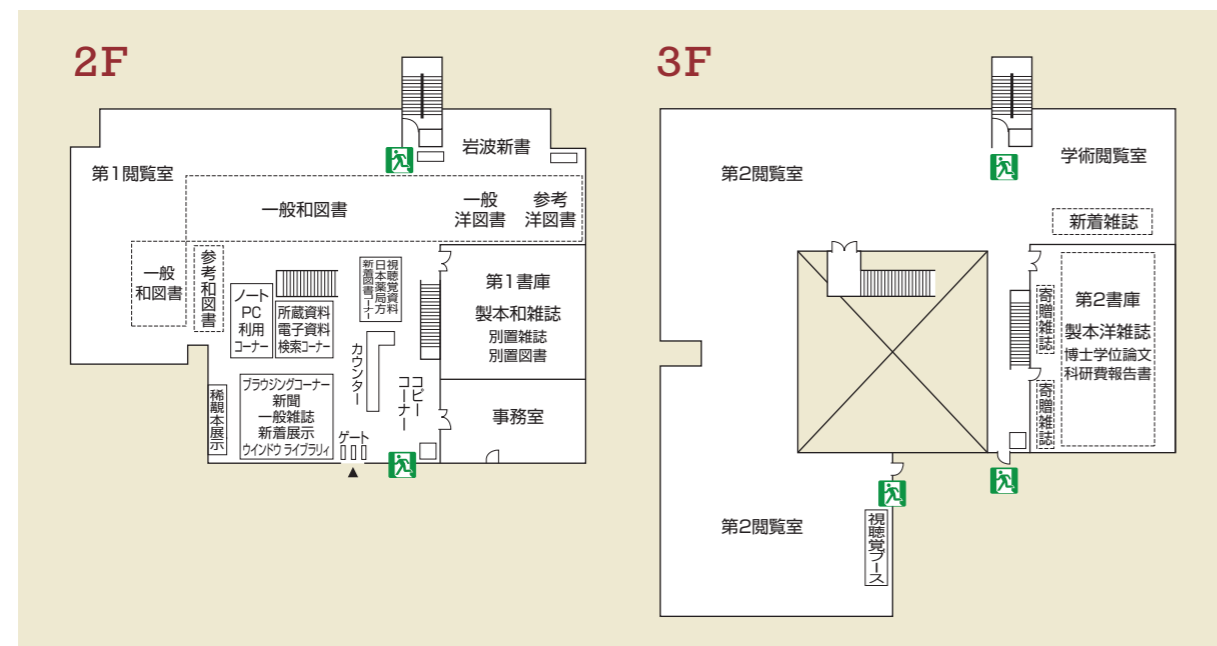 2F
岩波新書
第1閲覧室
一般和図書
一般
洋図書
参考
洋図書
一般
和図書
参考和図書
ノート
PC
利用
コーナー
所蔵資料
電子資料
検索コーナー
視聴覚資料
日本薬局方
新着図書コーナー
第1書庫
製本和雑誌
別置雑誌
別置図書
カウンター
コピー
コーナー
稀覯本展示
ブラウジングコーナー
新聞
一般雑誌
新着展示
ウインドウ ライブラリィ
ゲート
事務室
3F
第2閲覧室
学術閲覧室
新着雑誌
寄贈雑誌
第2書庫
製本洋雑誌
博士学位論文
科研費報告書
寄贈雑誌
第2閲覧室
視聴覚ブース